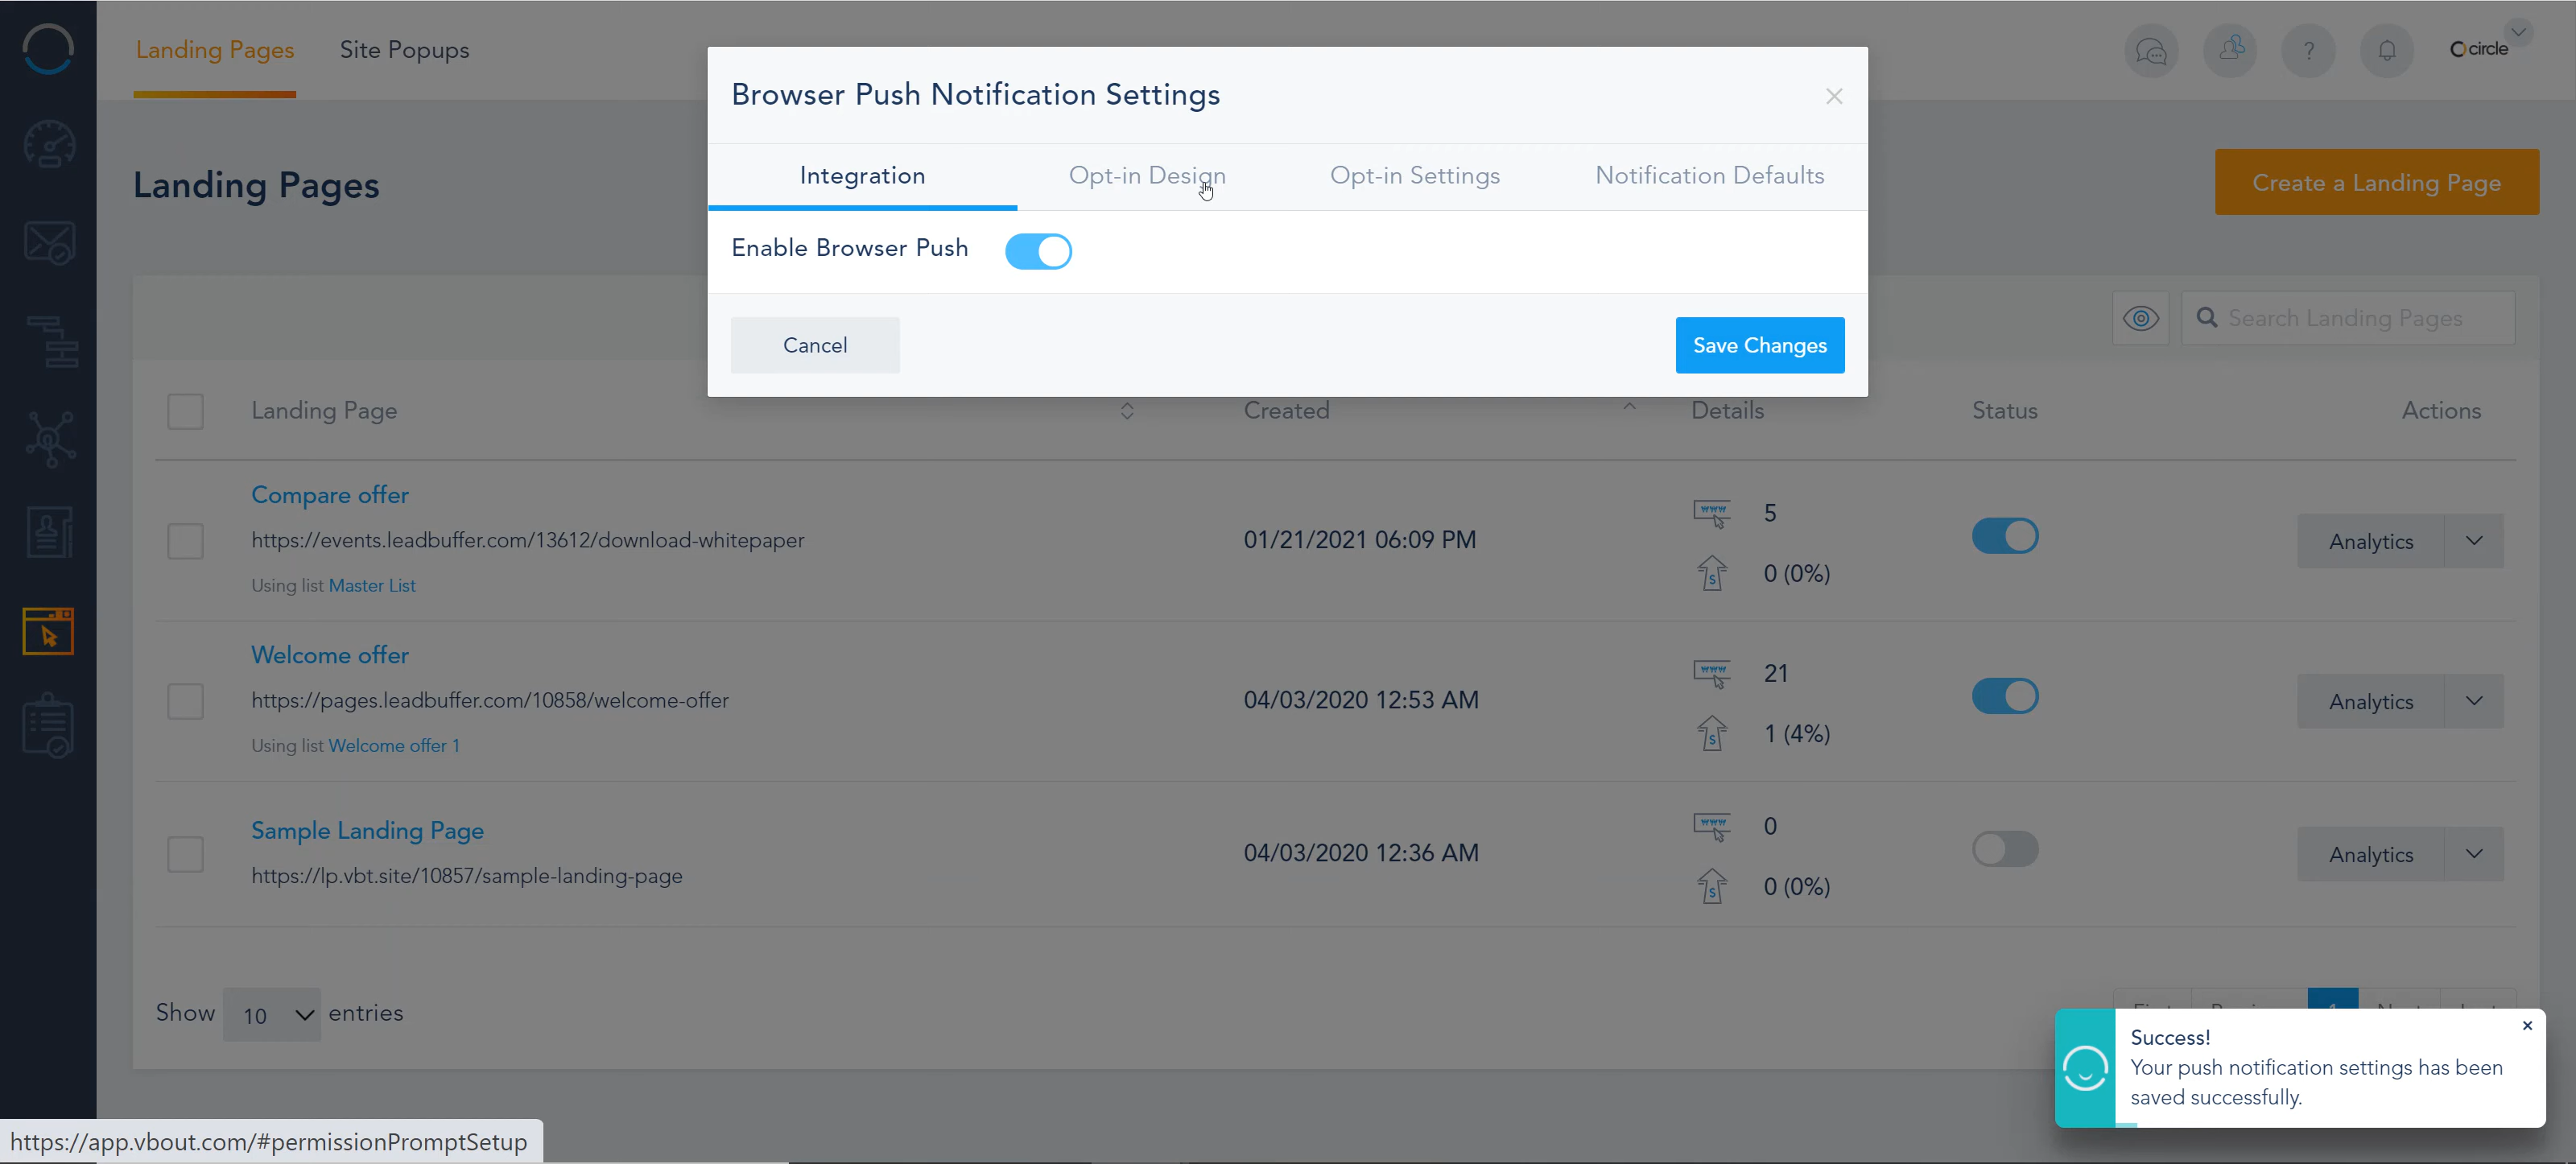 Landing Pages
Site Popups
?
circle
Browser Push Notification Settings
Integration
Opt-in Design
Opt-in Settings
Notification Defaults
Landing Pages
Create a Landing Page
Enable Browser Push
Cancel
Save Changes
Search Landing Pages
Landing Page
Created
Details
Status
Actions
Compare offer
https://events.leadbuffer.com/13612/download-whitepaper
Using list Master List
01/21/2021 06:09 PM
www
5
S
0 (0%)
Analytics
Welcome offer
https://pages.leadbuffer.com/10858/welcome-offer
Using list Welcome offer 1
04/03/2020 12:53 AM
www
21
S
1 (4%)
Analytics
Sample Landing Page
https://lp.vbt.site/10857/sample-landing-page
04/03/2020 12:36 AM
www
0
S
0 (0%)
Analytics
Show 10 entries
Success!
Your push notification settings has been
saved successfully.
https://app.vbout.com/#permissionPromptSetup